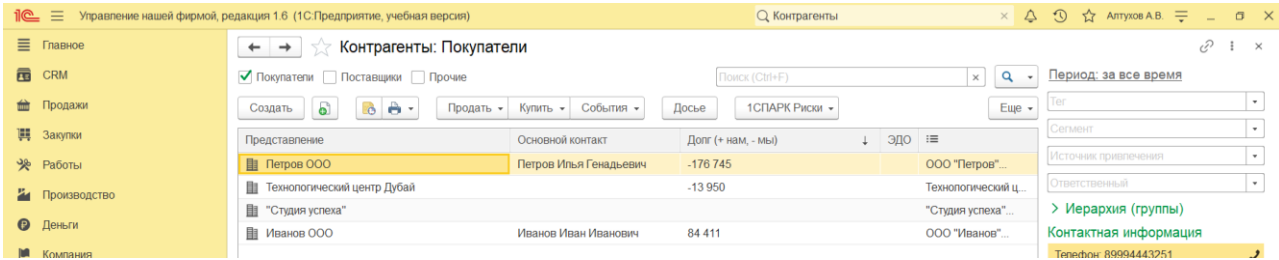 1С Управление нашей фирмой, редакция 1.6 (1С:Предприятие, учебная версия) Контрагенты × Алтухов А.В.
Главное
CRM
Продажи
Закупки
Работы
Производство
Деньги
Компания
Контрагенты: Покупатели
Покупатели Поставщики Прочие Поиск (Ctrl+F) ×
Создать Продать Купить События Досье 1СПАРК Риски Еще
Представление Основной контакт Долг (+ нам, - мы) ↓ ЭДО
Петров ООО Петров Илья Генадьевич -176 745 ООО "Петров"...
Технологический центр Дубай -13 950 Технологический ц...
"Студия успеха" "Студия успеха"...
Иванов ООО Иванов Иван Иванович 84 411 ООО "Иванов"...
Период: за все время
Тег
Сегмент
Источник привлечения
Ответственный
Иерархия (группы)
Контактная информация
Телефон: 89994443251